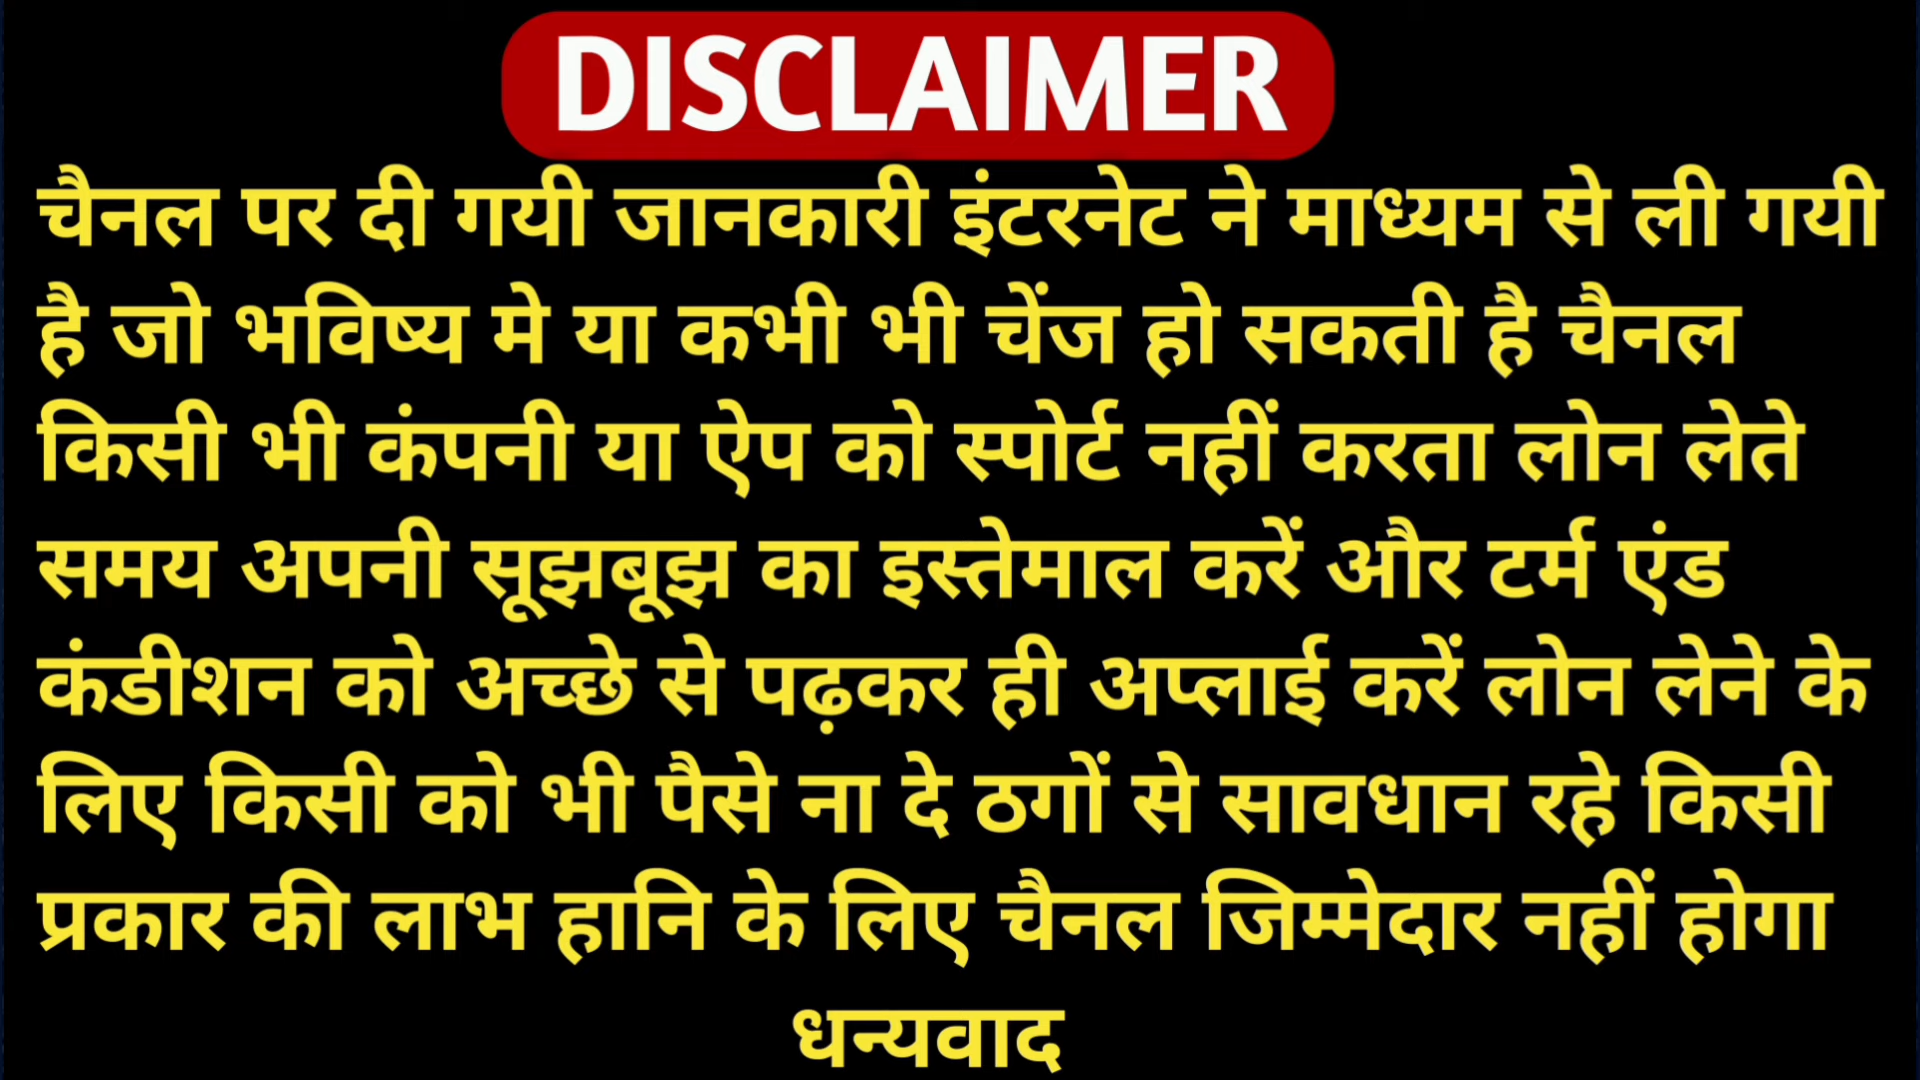 DISCLAIMER
चैनल पर दी गयी जानकारी इंटरनेट ने माध्यम से ली गयी
है जो भविष्य मे या कभी भी चेंज हो सकती है चैनल
किसी भी कंपनी या ऐप को स्पोर्ट नहीं करता लोन लेते
समय अपनी सूझबूझ का इस्तेमाल करें और टर्म एंड
कंडीशन को अच्छे से पढ़कर ही अप्लाई करें लोन लेने के
लिए किसी को भी पैसे ना दे ठगों से सावधान रहे किसी
प्रकार की लाभ हानि के लिए चैनल जिम्मेदार नहीं होगा
धन्यवाद